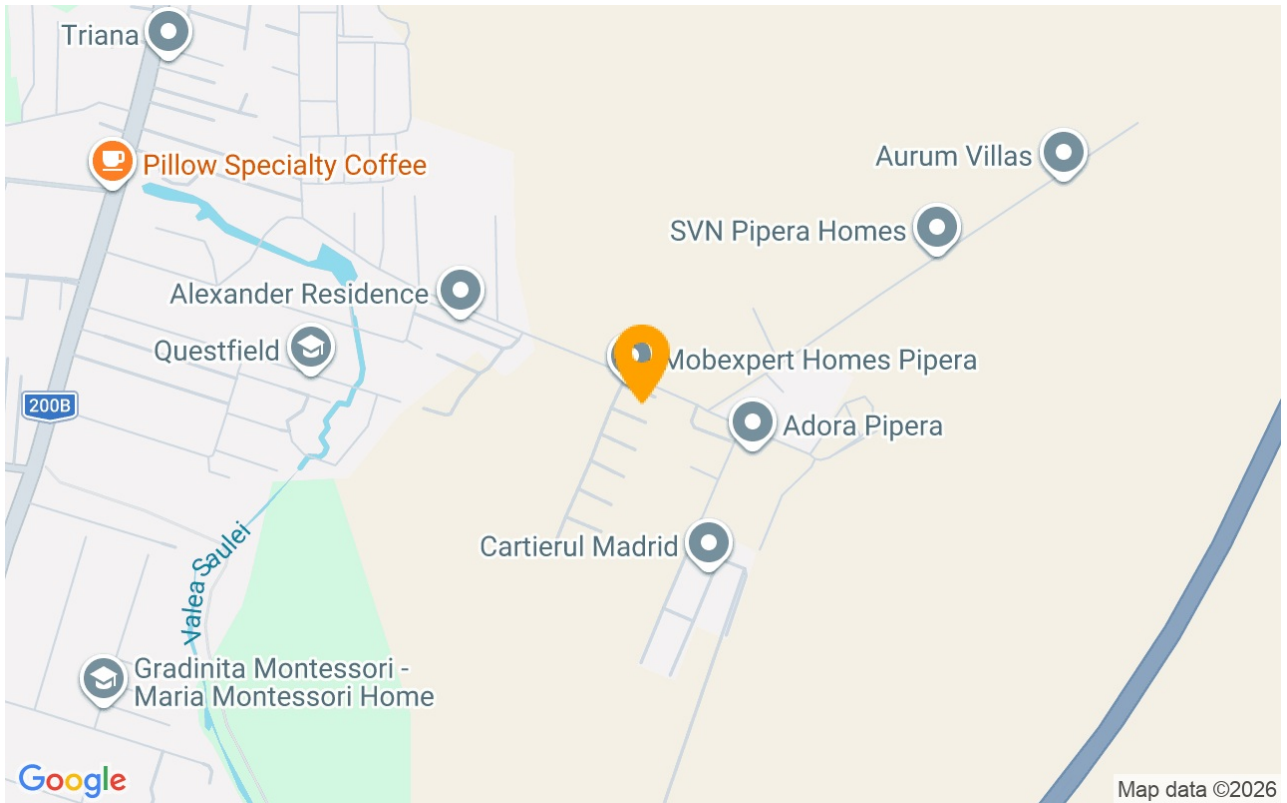 Triana
Pillow Specialty Coffee
Aurum Villas
SVN Pipera Homes
Alexander Residence
Questfield
Mobexpert Homes Pipera
200B
Adora Pipera
Cartierul Madrid
Valea Saulei
Gradinita Montessori -
Maria Montessori Home
Google
Map data ©2026